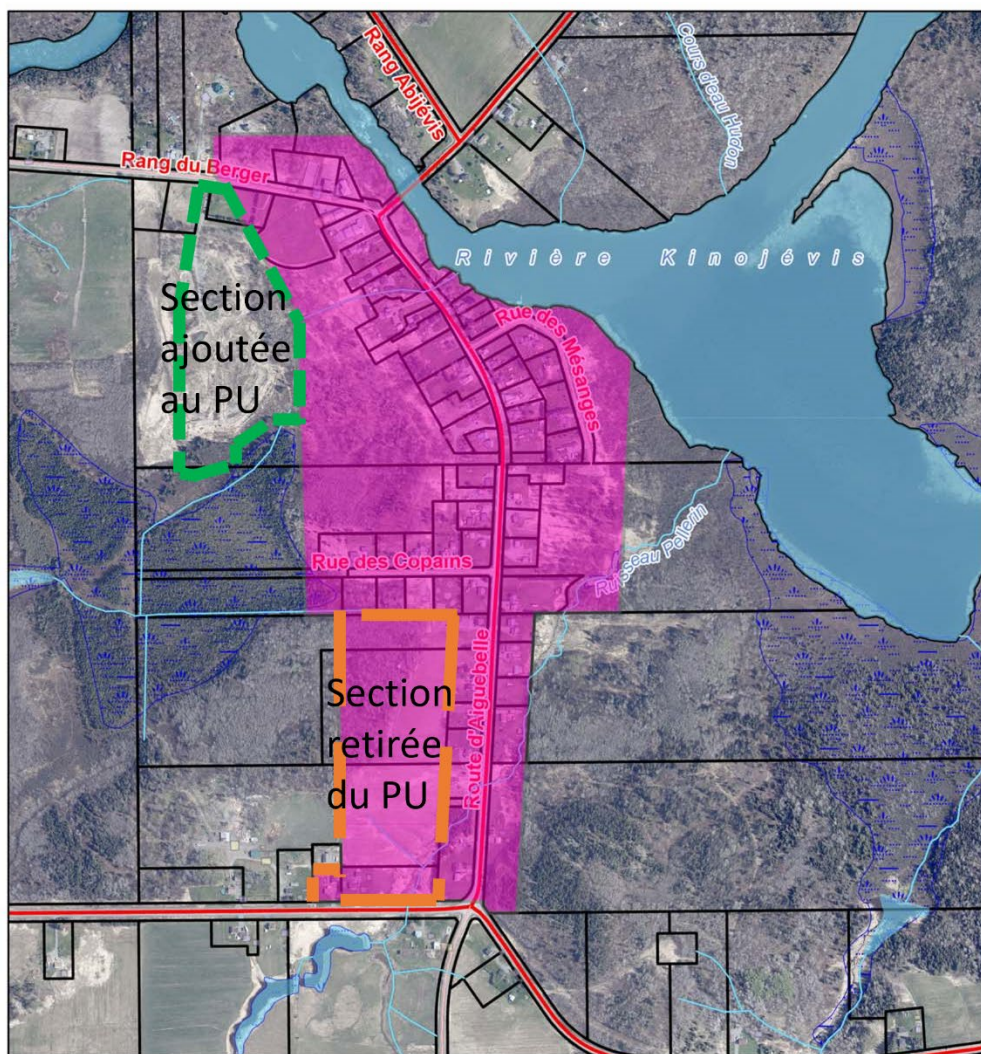 Rang Abijévis
Cours d'eau Hudon
Rang du Berger
Rivière Kinojévis
Section
ajoutée
au PU
Rue des Mésanges
Ruisseau Pellerin
Rue des Copains
Route d'Aiguebelle
Section
retirée
du PU